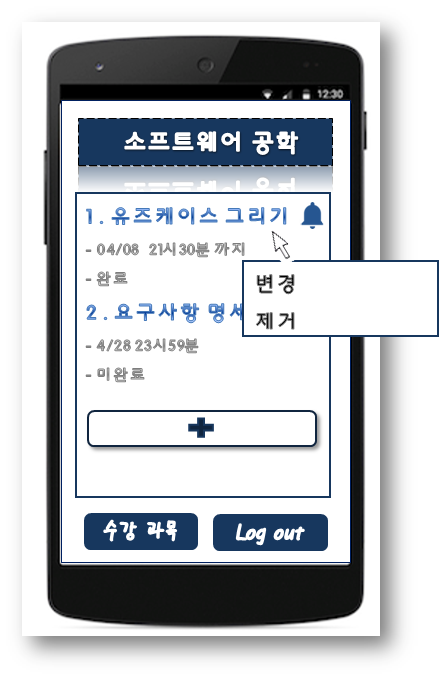 12:30
소프트웨어 공학
1. 유즈케이스 그리기
- 04/08 21시30분 까지
- 완료
변경
제거
2. 요구사항 명세
- 4/28 23시59분
- 미완료
수강 과목
Log out